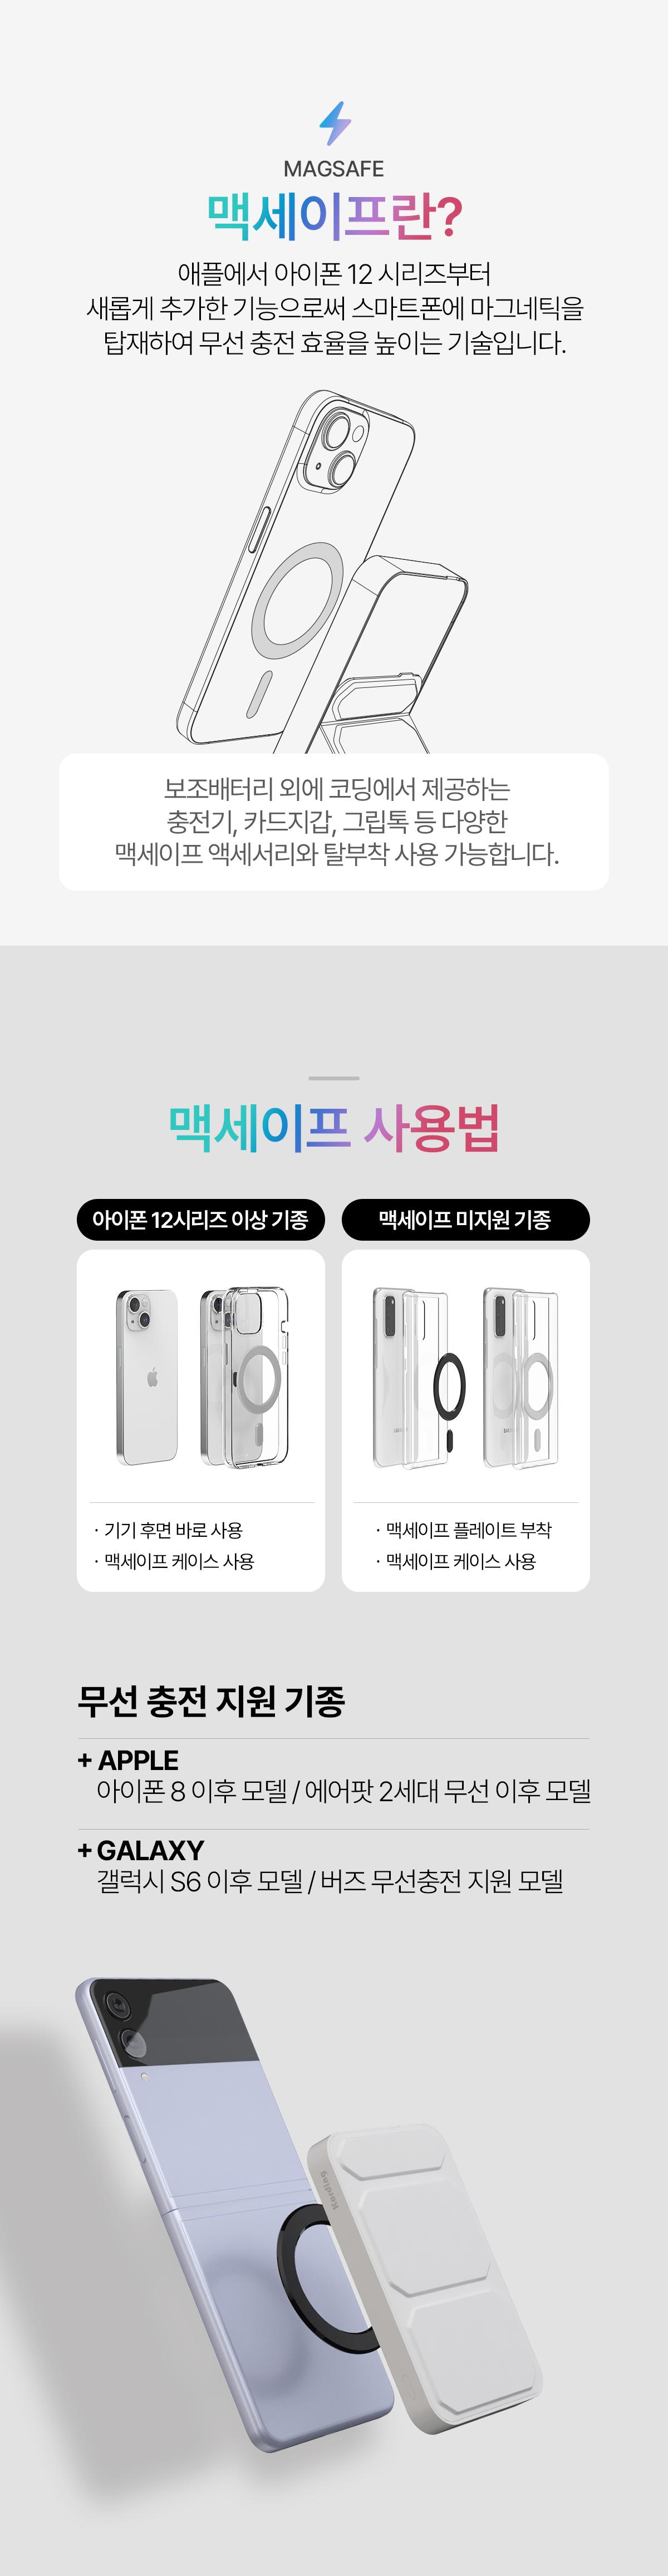 MAGSAFE
맥세이프란?
애플에서 아이폰 12 시리즈부터
새롭게 추가한 기능으로써 스마트폰에 마그네틱을
탑재하여 무선 충전 효율을 높이는 기술입니다.
보조배터리 외에 코딩에서 제공하는
충전기, 카드지갑, 그립톡 등 다양한
맥세이프 액세서리와 탈부착 사용 가능합니다.
맥세이프 사용법
아이폰 12시리즈 이상 기종
맥세이프 미지원 기종
· 기기 후면 바로 사용
· 맥세이프 케이스 사용
· 맥세이프 플레이트 부착
· 맥세이프 케이스 사용
무선 충전 지원 기종
+ APPLE
아이폰 8 이후 모델 / 에어팟 2세대 무선 이후 모델
+ GALAXY
갤럭시 S6 이후 모델 / 버즈 무선충전 지원 모델
Kording